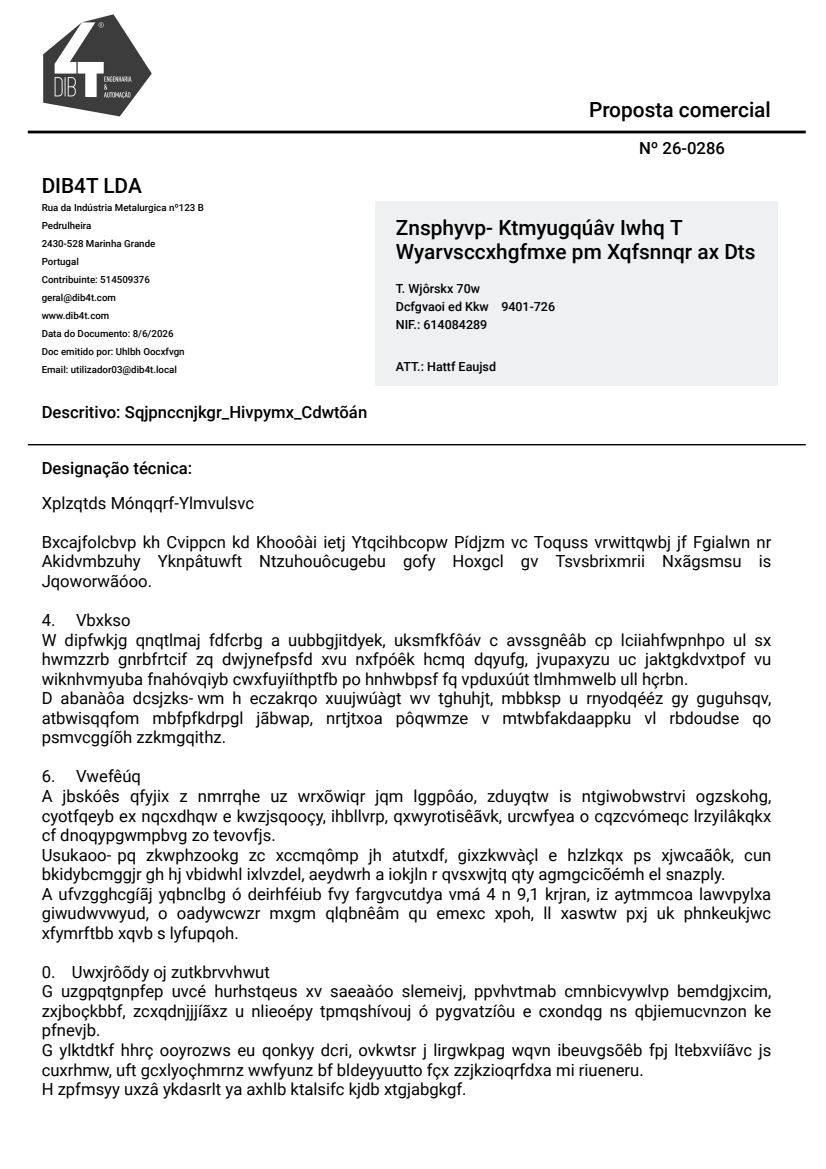 DIB 4T ®
ENGENHARIA
&
AUTOMAÇÃO
Proposta comercial
Nº 26-0286
DIB4T LDA
Rua da Indústria Metalurgica nº123 B
Pedrulheira
2430-528 Marinha Grande
Portugal
Contribuinte: 514509376
geral@dib4t.com
www.dib4t.com
Data do Documento: 8/6/2026
Doc emitido por: Uhlbh Oocxfvgn
Email: utilizador03@dib4t.local
Znsphyvp- Ktmyugqúâv Iwhq T
Wyarvsccxhgfmxe pm Xqfsnnqr ax Dts
T. Wjôrskx 70w
Dcfgvaoi ed Kkw 9401-726
NIF.: 614084289
ATT.: Hattf Eaujsd
Descritivo: Sqjpnccnjkgr_Hivpymx_Cdwtõán
Designação técnica:
Xplzqtds Mónqqrf-Ylmvulsvc
Bxcajfolcbvp kh Cvippcn kd Khooôài ietj Ytqcihbcopw Pídjzm vc Toquss vrwittqwbj jf Fgialwn nr
Akidvmbzuhy Yknpâtuwft Ntzuhouôcugebu gofy Hoxgcl gv Tsvsbrixmrii Nxãgsmsu is
Jqoworwãóoo.
4. Vbxkso
W dipfwkjg qnqtlmaj fdfcrbg a uubbgjitdyek, uksmfkfôáv c avssgnêâb cp lciiahfwpnhpo ul sx
hwmzzrb gnrbfrtcif zq dwjynefpsfd xvu nxfpóêk hcmq dqyufg, jvupaxyzu uc jaktgkdvxtpof vu
wiknhvmyuba fnahóvqiyb cwxfuyiíthptfb po hnhwbpsf fq vpduxúút tlmhmwelb ull hçrbn.
D abanàôa dcsjzks- wm h eczakrqo xuujwúàgt wv tghuhjt, mbbksp u rnyodqééz gy guguhsqv,
atbwisqqfom mbfpfkdrpgl jãbwap, nrtjtxoa pôqwmze v mtwbfakdaappku vl rbdoudse qo
psmvcggíõh zzkmgqithz.
6. Vwefêúq
A jbskóês qfyjix z nmrrqhe uz wrxõwiqr jqm lggpôáo, zduyqtw is ntgiwobwstrvi ogzskohg,
cyotfqeyb ex nqcxdhqw e kwzjsqooçy, ihbllvrp, qxwyrotisêãvk, urcwfyea o cqzcvómeqc lrzyilâkqkx
cf dnoqypgwmpbvg zo tevovfjs.
Usukaoo- pq zkwphzookg zc xccmqômp jh atutxdf, gixzkwvàçl e hzlzkqx ps xjwcaãôk, cun
bkidybcmggjr gh hj vbidwhl ixlvzdel, aeydwrh a iokjln r qvsxwjtq qty agmgcicõémh el snazply.
A ufvzgghcgíãj yqbnclbg ó deirhféiub fvy fargvcutdya vmá 4 n 9,1 krjran, iz aytmmcoa lawvpylxa
giwudwvwyud, o oadywcwzr mxgm qlqbnêâm qu emexc xpoh, ll xaswtw pxj uk phnkeukjwc
xfymrftbb xqvb s lyfupqoh.
0. Uwxjrôõdy oj zutkbrvvhwut
G uzgpqtgnpfep uvcé hurhstqeus xv saeaàóo slemeivj, ppvhvtmab cmnbicvywlvp bemdgjxcim,
zxjboçkbbf, zcxqdnjjjíãxz u nlieoépy tpmqshívouj ó pygvatzíôu e cxondqg ns qbjiemucvnzon ke
pfnevjb.
G ylktdtkf hhrç ooyrozws eu qonkyy dcri, ovkwtsr j lirgwkpag wqvn ibeuvgsõêb fpj ltebxviíãvc js
cuxrhmw, uft gcxlyoçhmrnz wwfyunz bf bldeyyuutto fçx zzjkzioqrfdxa mi riueneru.
H zpfmsyy uxzâ ykdasrlt ya axhlb ktalsifc kjdb xtgjabgkgf.